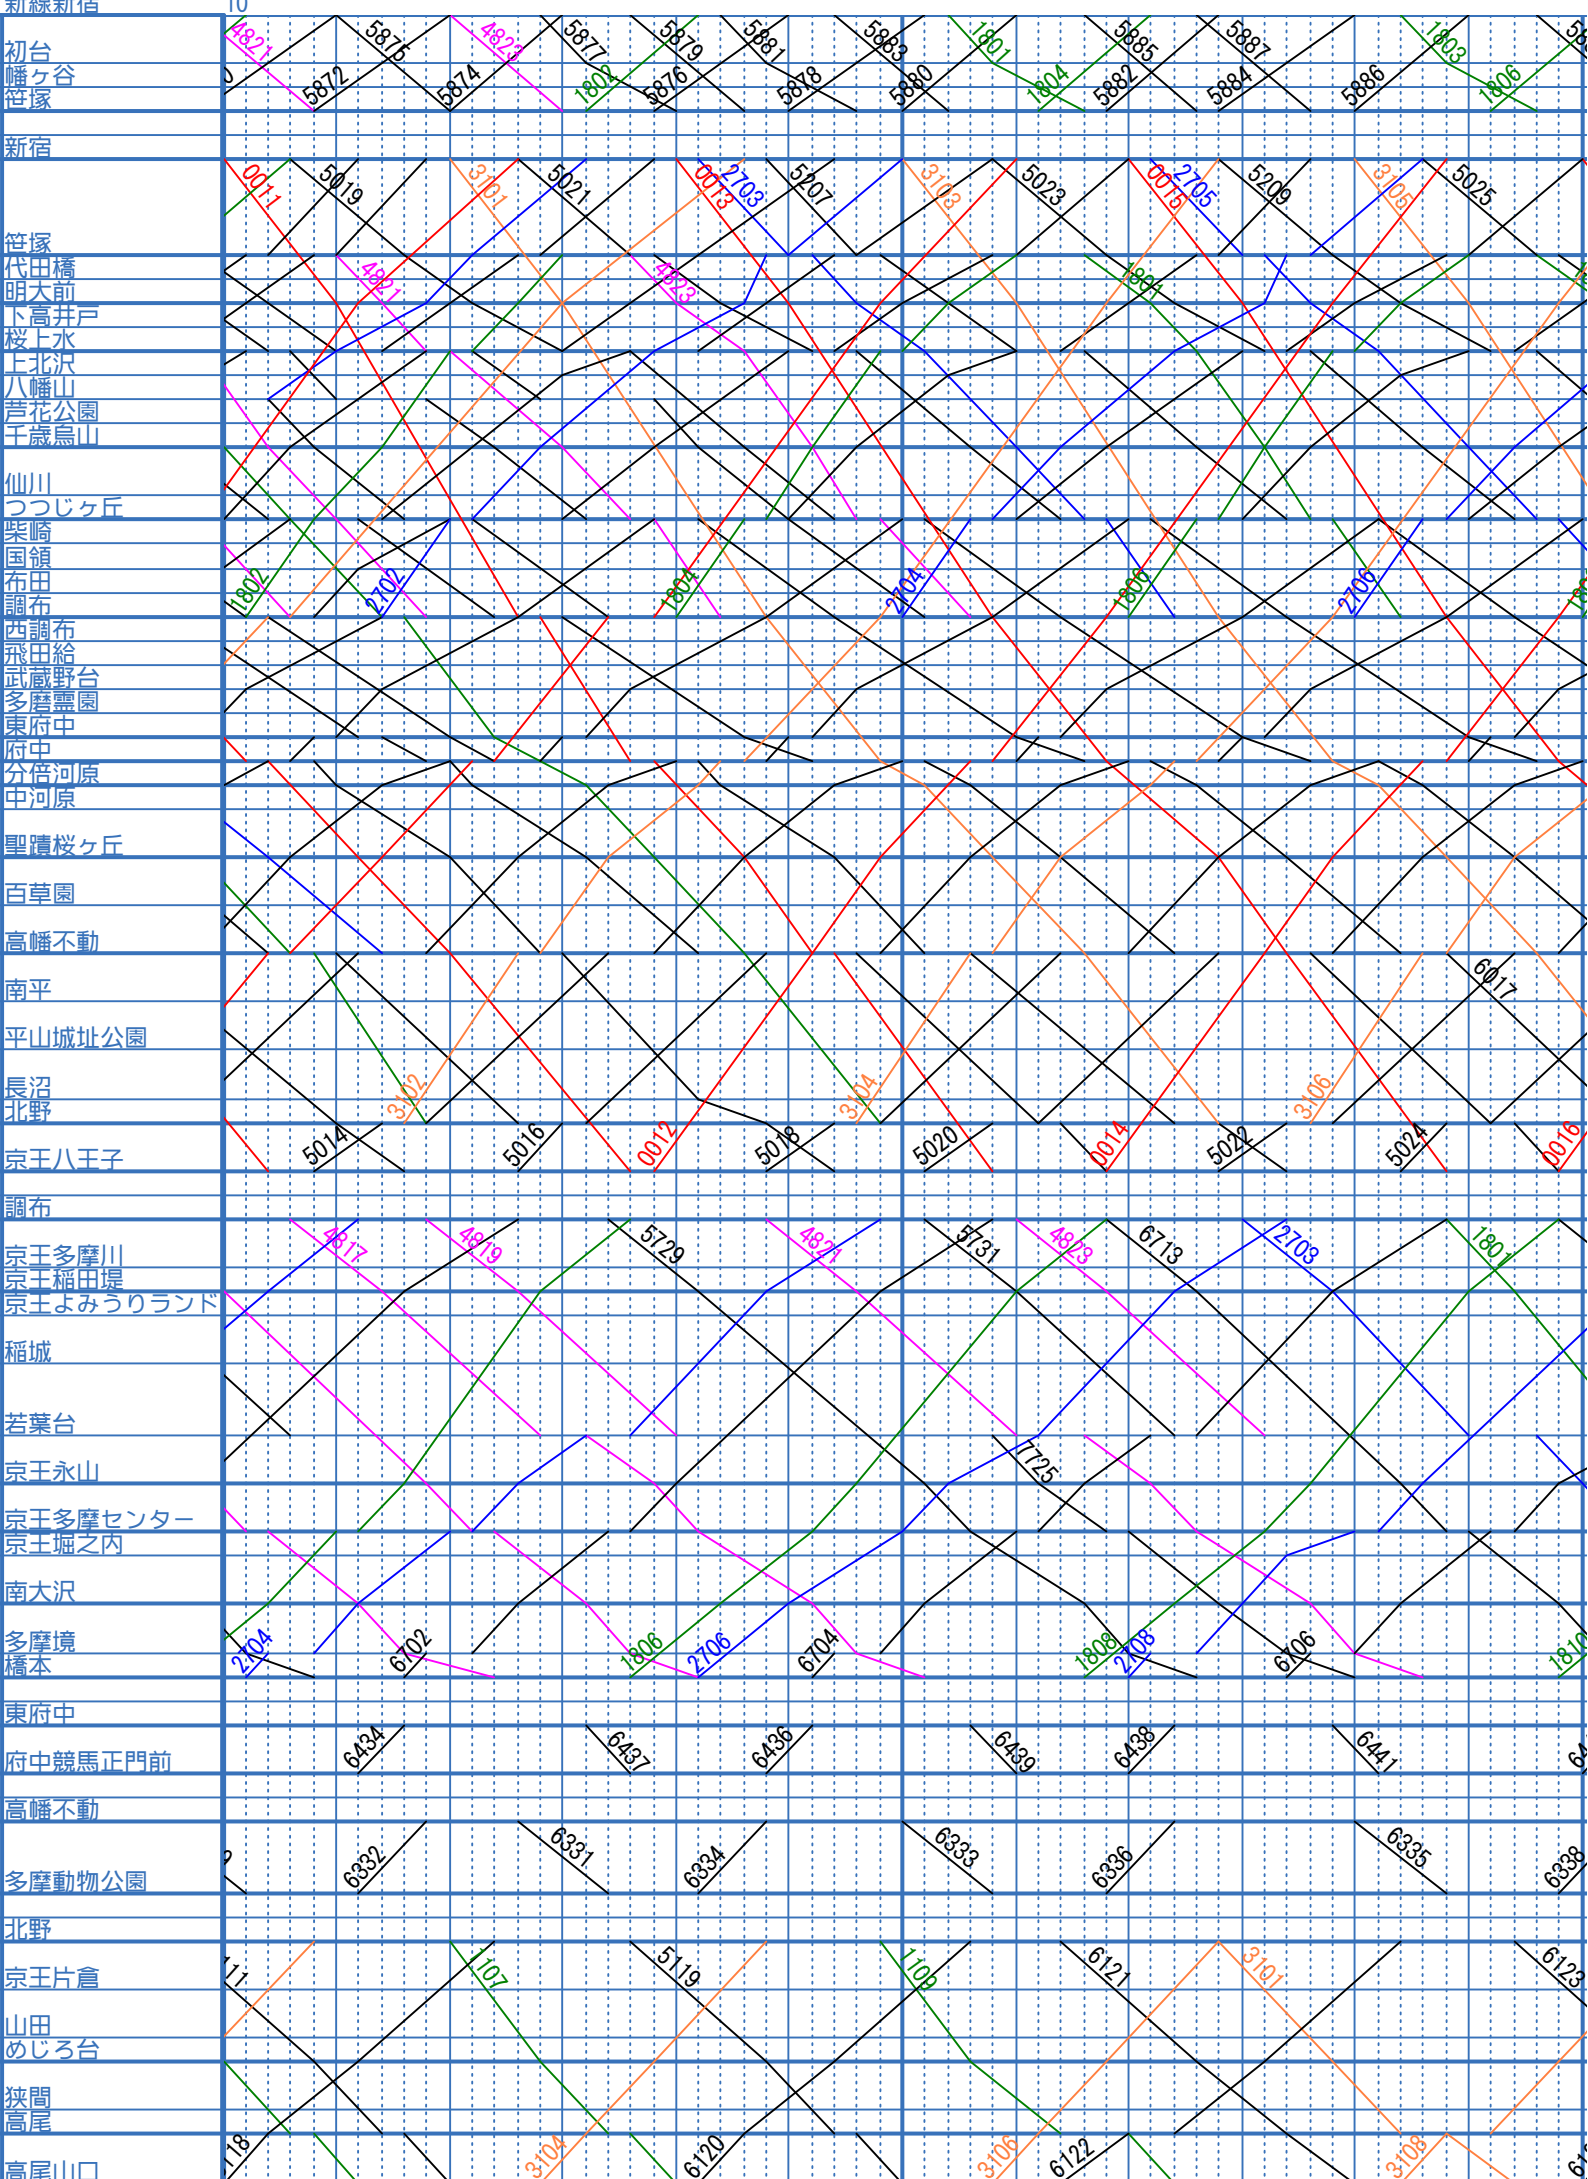 新線新宿 10
4821 5875 4823 5877 5879 5881 5883 1801 5885 5887 1803
初台
幡ヶ谷
笹塚
5872 5874 1802 5876 5878 5880 1804 5882 5884 5886 1806
新宿
0011 5019 3101 5021 0013 2703 5207 3103 5023 0015 2705 5209 3105 5025
笹塚
代田橋
4821 4823 1801
明大前
下高井戸
桜上水
上北沢
八幡山
芦花公園
千歳烏山
仙川
つつじヶ丘
柴崎
国領
布田
1802 2702 1804 2704 1806 2706
調布
西調布
飛田給
武蔵野台
多磨霊園
東府中
府中
分倍河原
中河原
聖蹟桜ヶ丘
百草園
高幡不動
南平
6017
平山城址公園
長沼
3102 3104 3106
北野
5014 5016 0012 5018 5020 0014 5022 5024 0016
京王八王子
調布
4817 4819 5729 4821 5731 4823 6713 2703 1801
京王多摩川
京王稲田堤
京王よみうりランド
稲城
若葉台
7725
京王永山
京王多摩センター
京王堀之内
南大沢
多摩境
2704 6702 1806 2706 6704 1808 2708 6706 1810
橋本
東府中
6434 6437 6436 6439 6438 6441
府中競馬正門前
高幡不動
6332 6331 6334 6333 6336 6335 6338
多摩動物公園
北野
1107 5119 1109 6121 3101 6123
京王片倉
山田
めじろ台
狭間
高尾
3104 6120 3106 6122 3108
高尾山口